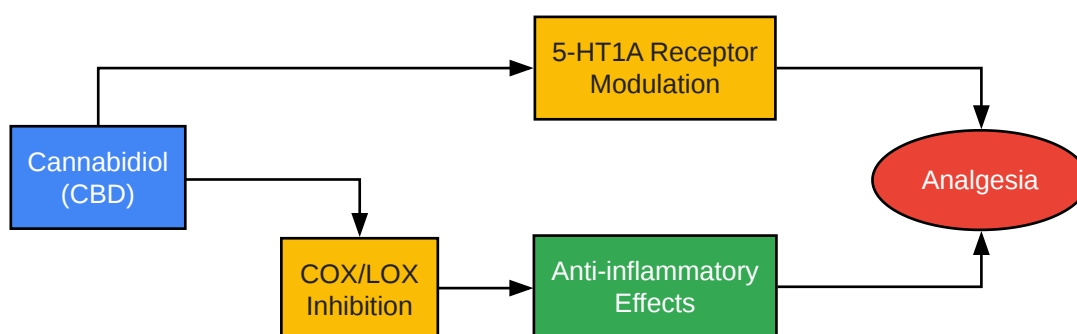 5-HT1A Receptor
Modulation
Cannabidiol
(CBD)
Analgesia
COX/LOX
Inhibition
Anti-inflammatory
Effects